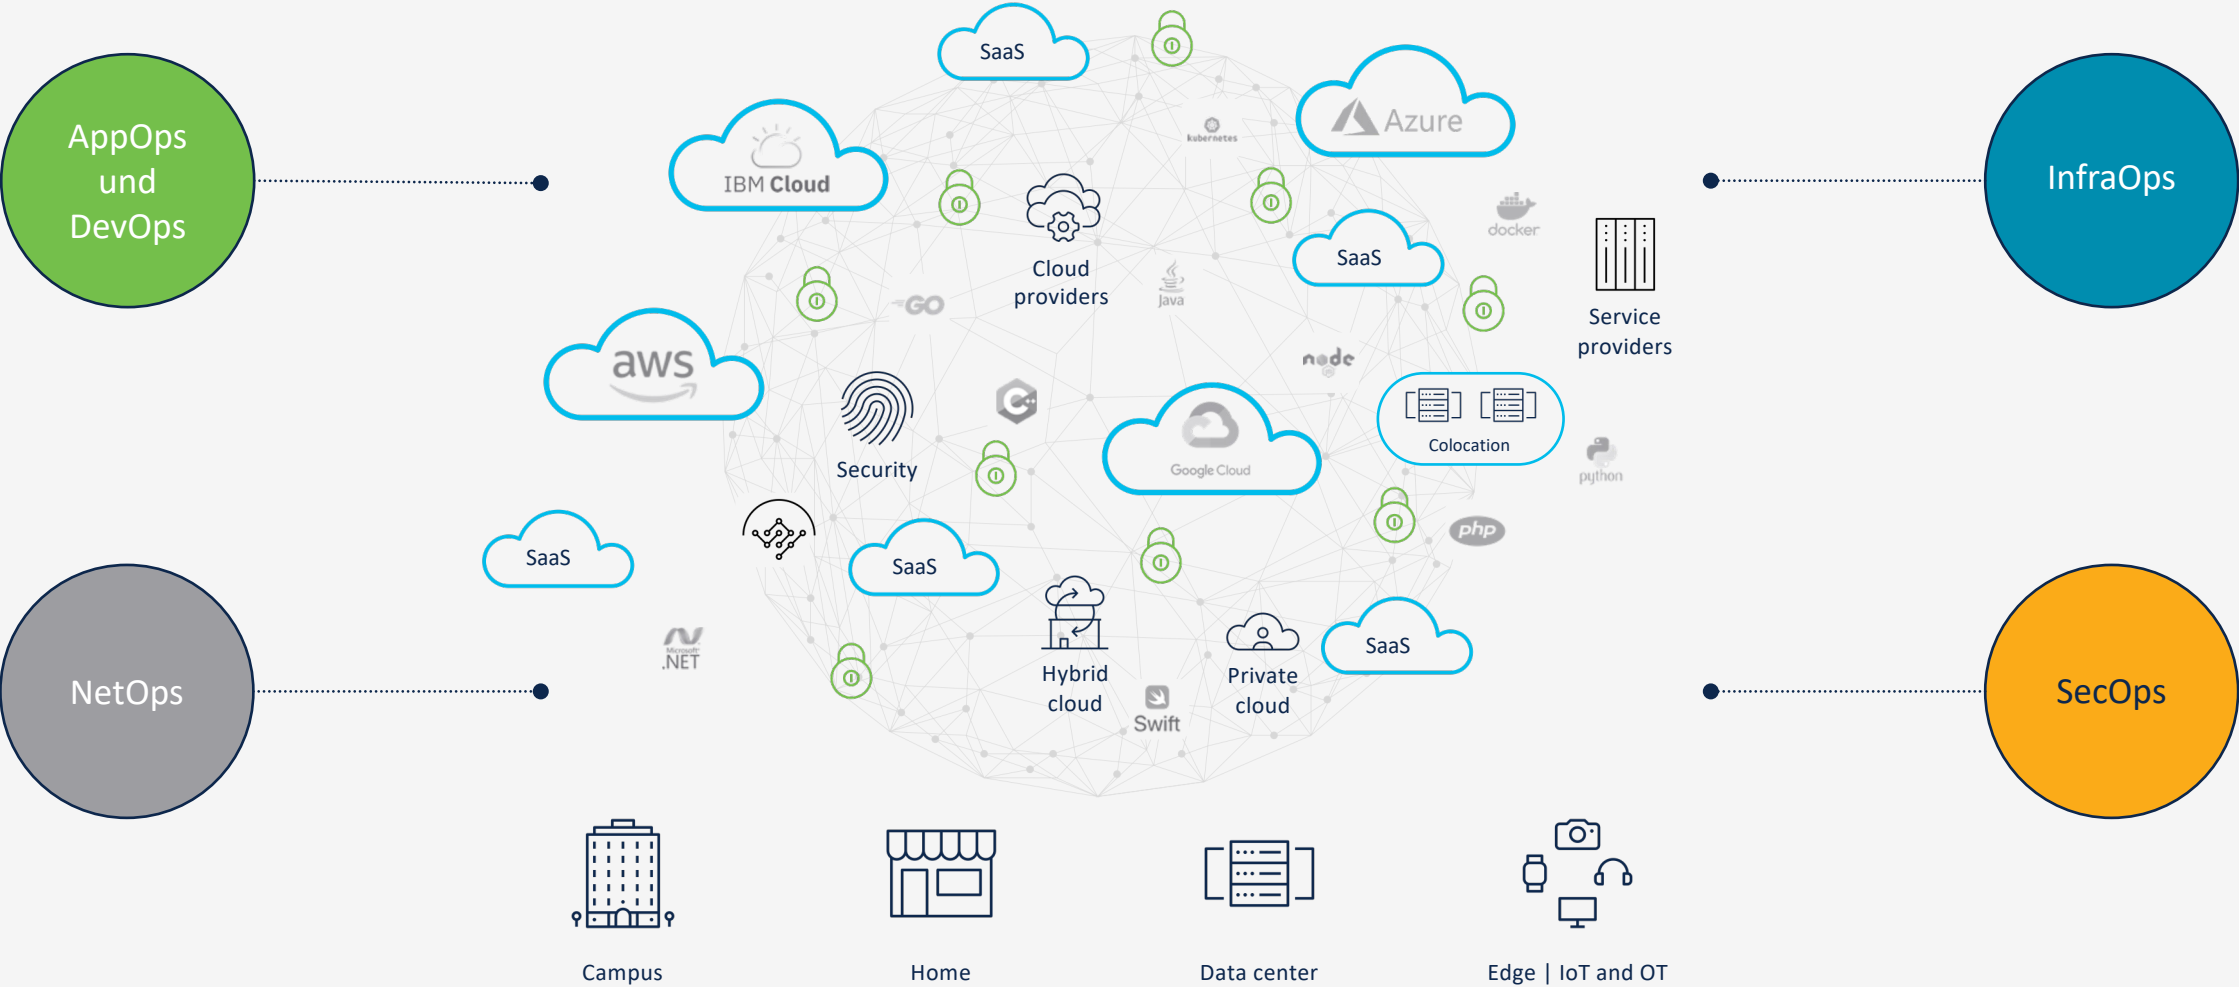 SaaS
AppOps
und
DevOps
IBM Cloud
kubernetes
Azure
InfraOps
docker
SaaS
Cloud
providers
GO
Java
Service
providers
aws
node
C++
Security
Google Cloud
Colocation
python
SaaS
SaaS
php
Microsoft
.NET
Hybrid
cloud
Private
cloud
SaaS
Swift
NetOps
SecOps
Campus
Home
Data center
Edge | IoT and OT